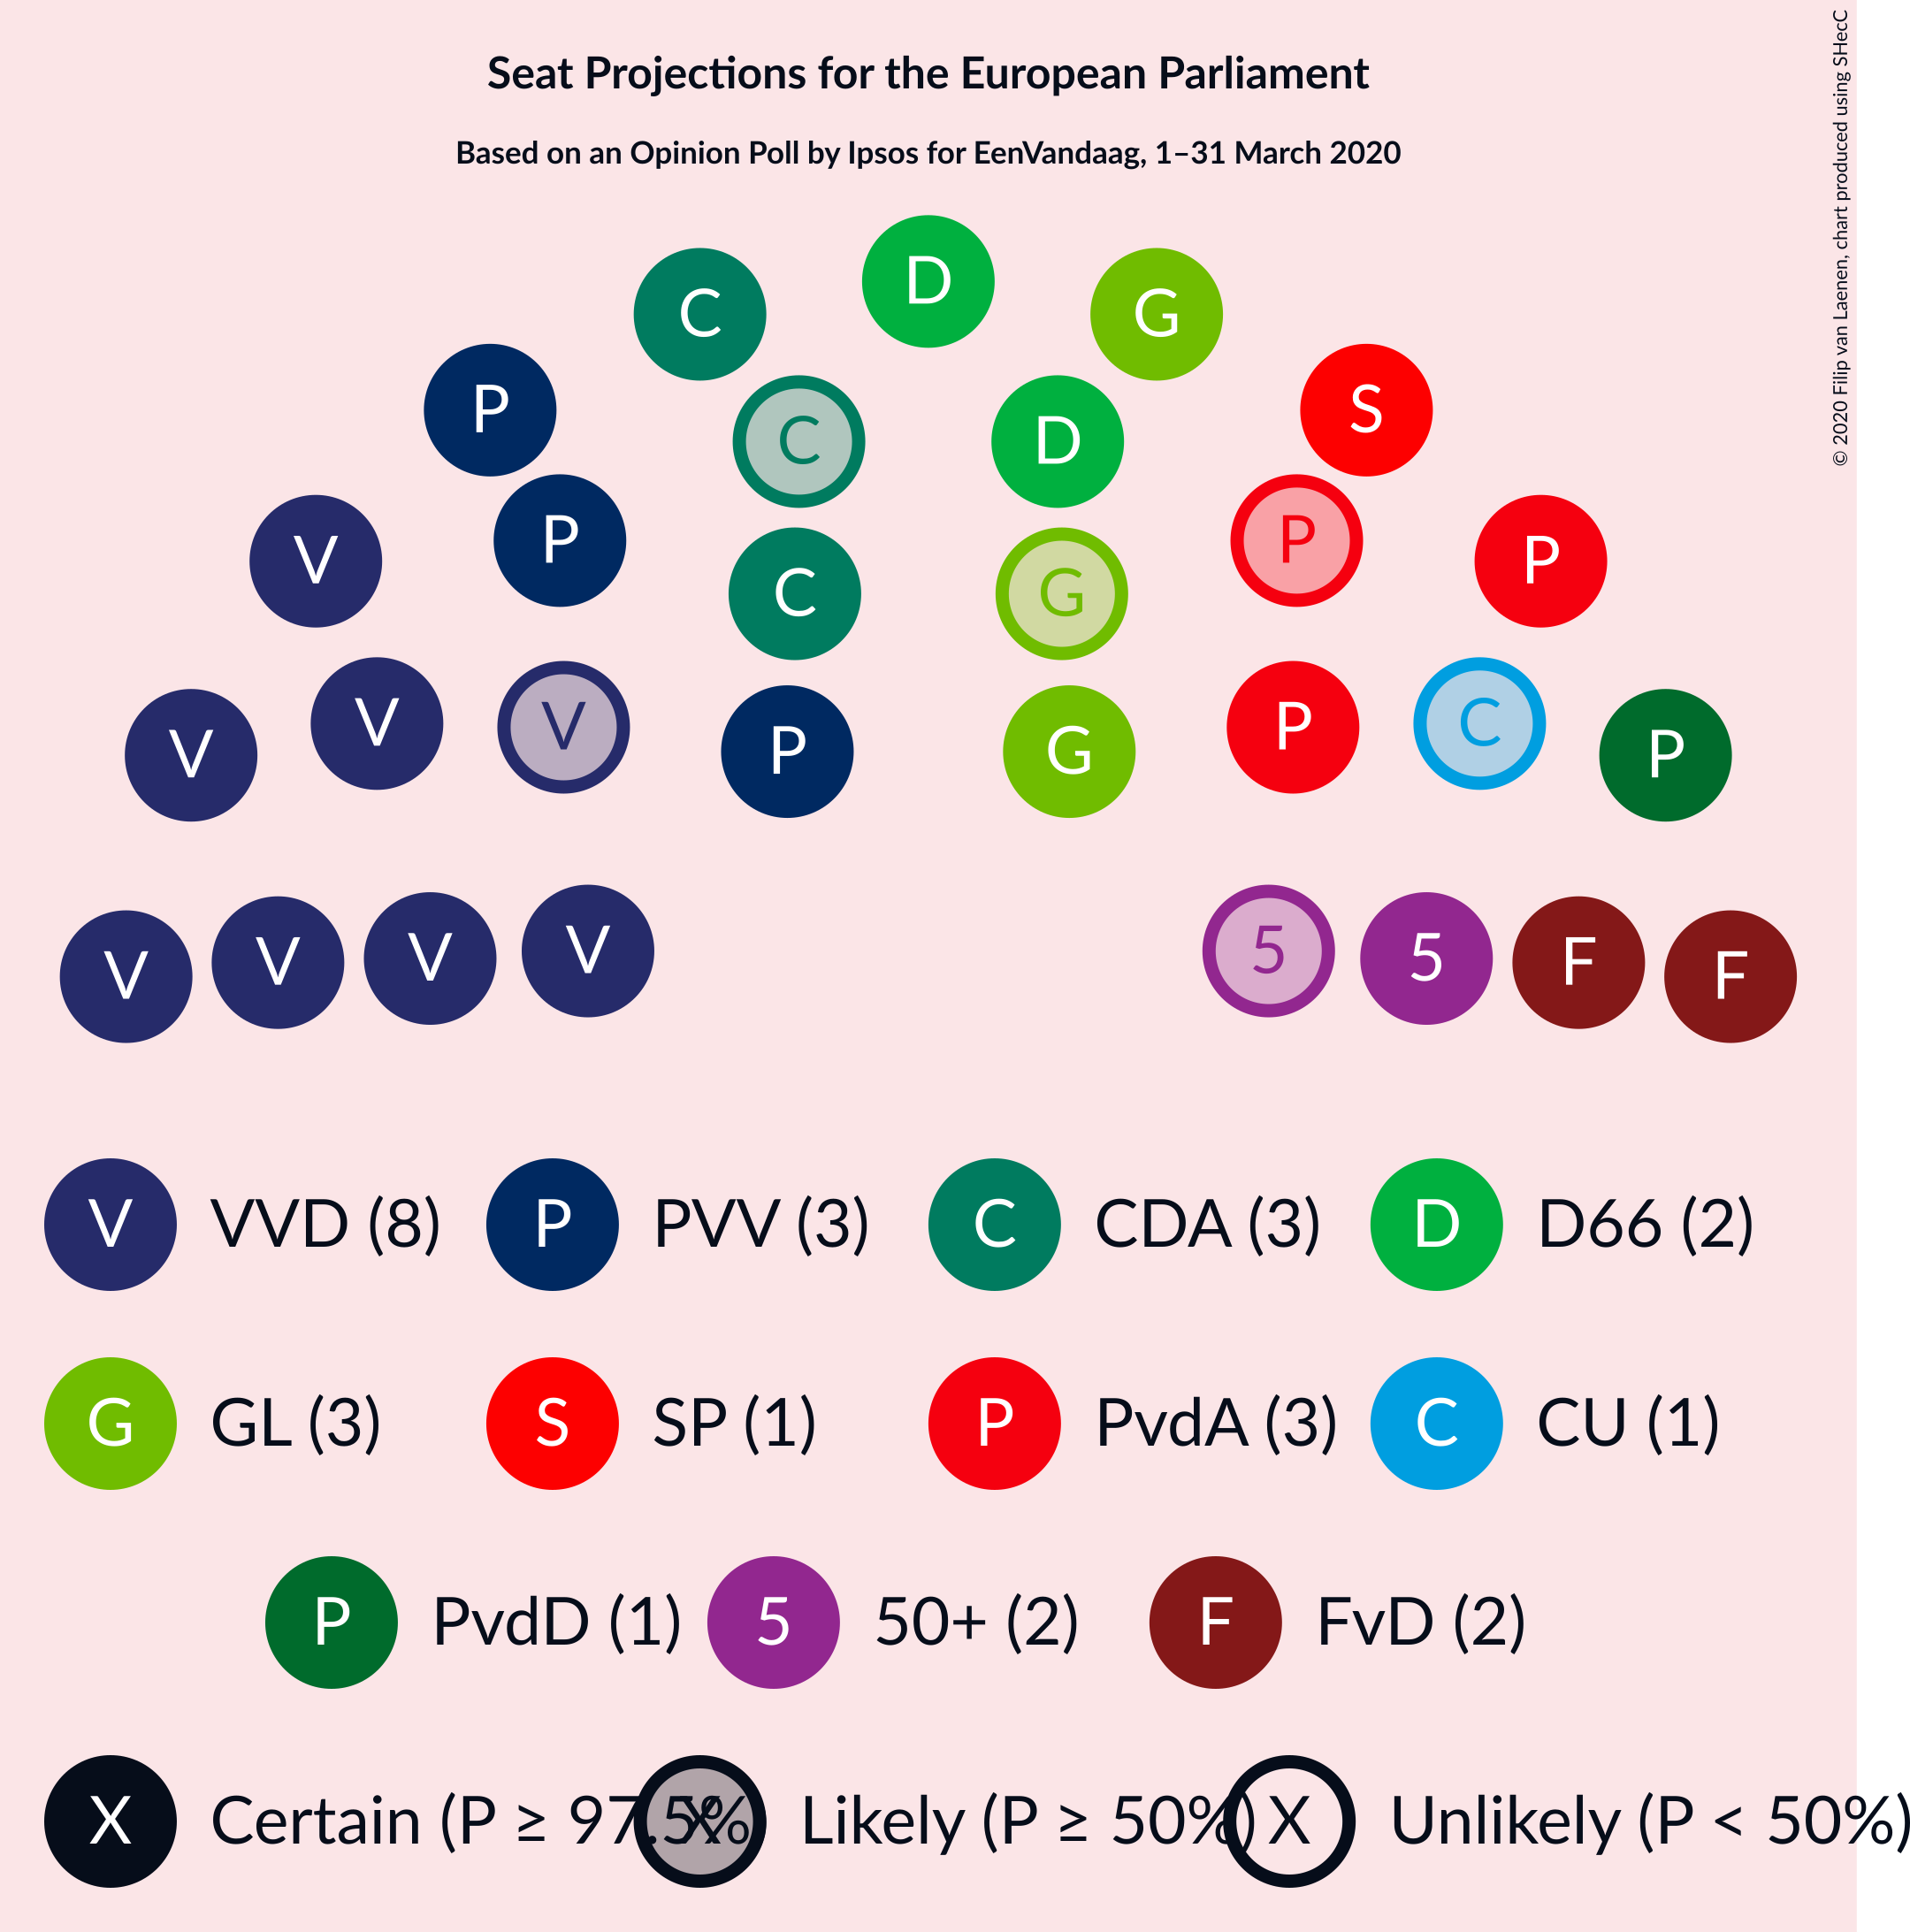 Seat Projections for the European Parliament
Based on an Opinion Poll by Ipsos for EenVandaag, 1–31 March 2020
© 2020 Filip van Laenen, chart produced using SHecC
D
C G
P S
C D
P P
V P
C G
V C
V P
V P
P G
V V 5 5
V V F F
V VVD (8) P PVV (3) C CDA (3) D D66 (2)
G GL (3) S SP (1) P PvdA (3) C CU (1)
P PvdD (1) 5 50+ (2) F FvD (2)
X Certain (P ≥ 97.5% X Likely (P ≥ 50%) X Unlikely (P < 50%)